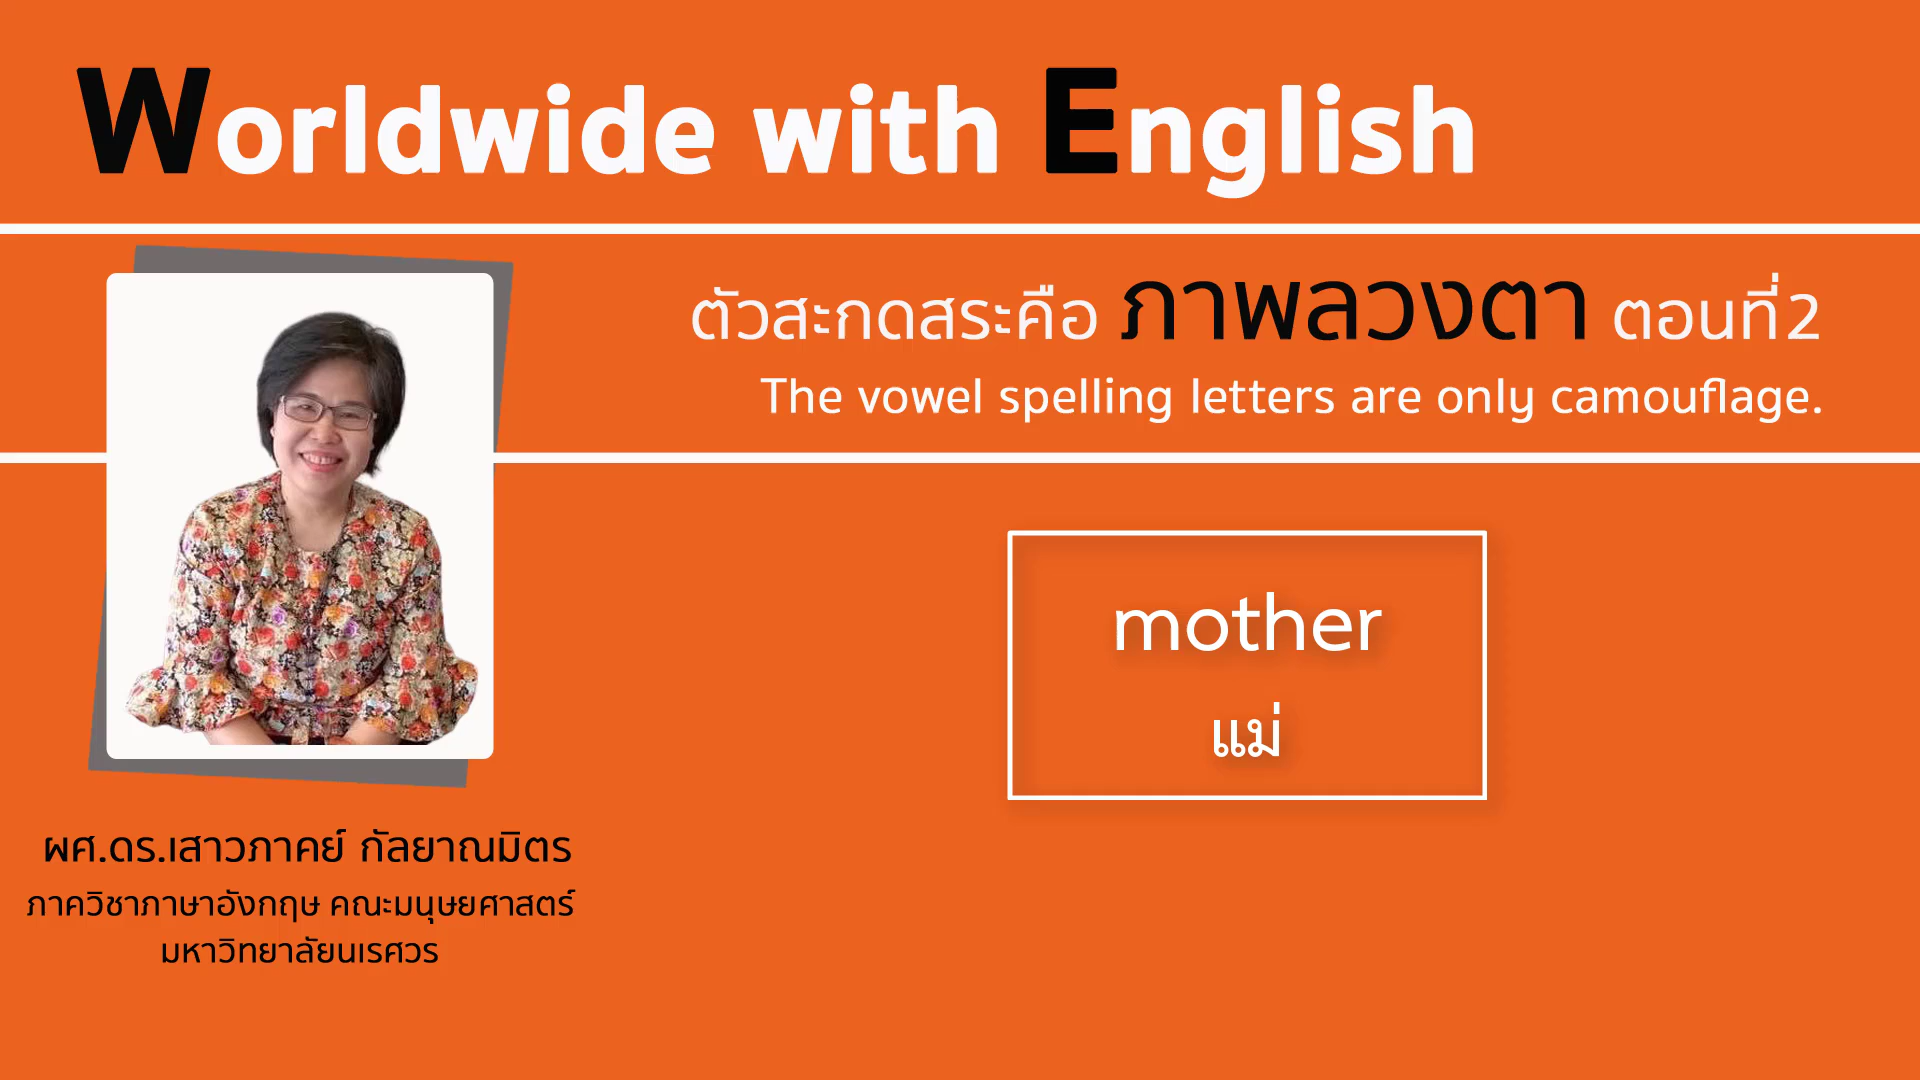 Worldwide with English
ตัวสะกดสระคือ ภาพลวงตา ตอนที่2
The vowel spelling letters are only camouflage.
mother
แม่
ผศ.ดร.เสาวภาคย์ กัลยาณมิตร
ภาควิชาภาษาอังกฤษ คณะมนุษยศาสตร์
มหาวิทยาลัยนเรศวร